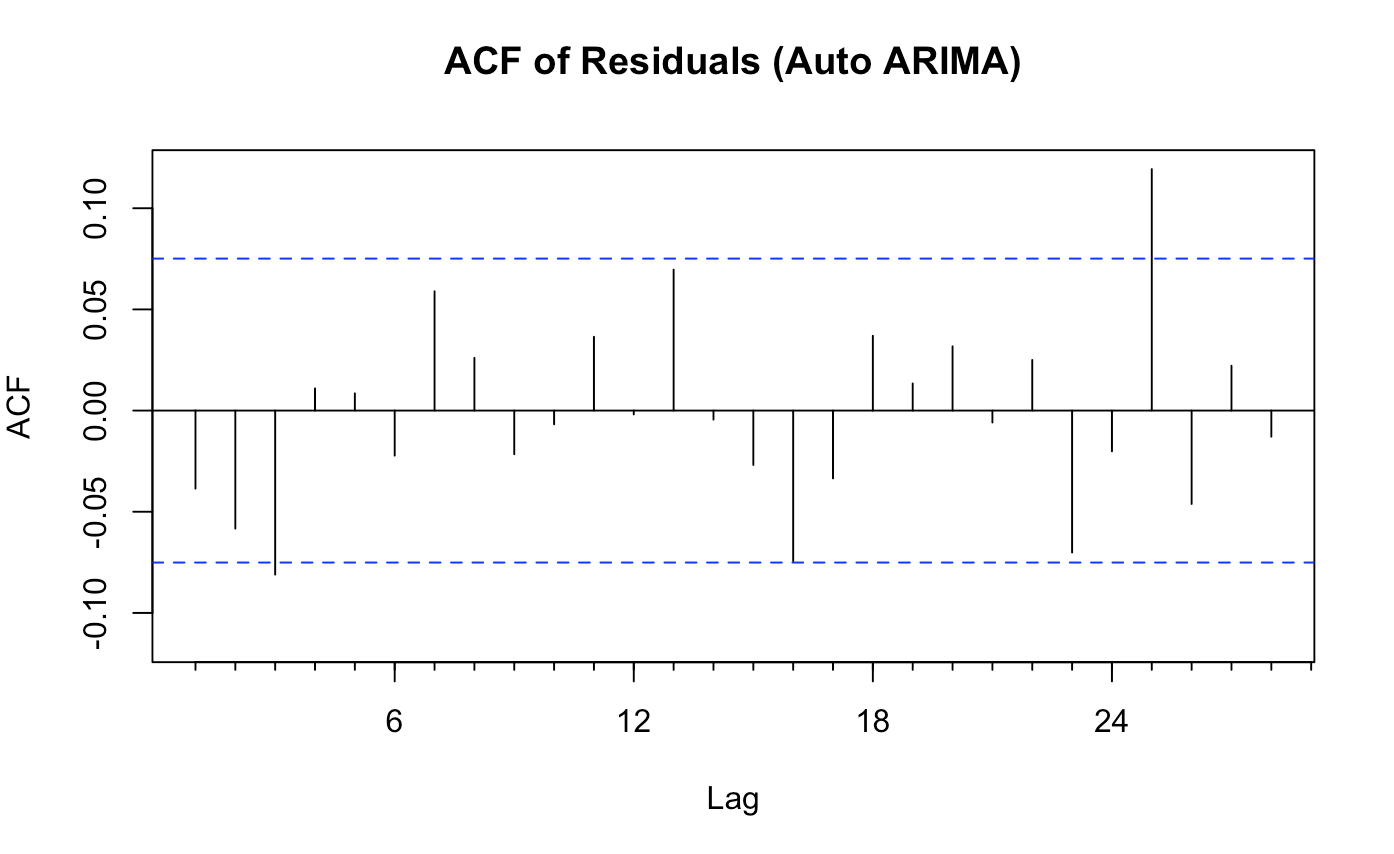 ACF of Residuals (Auto ARIMA)
ACF
0.10
0.05
0.00
-0.05
-0.10
6 12 18 24
Lag